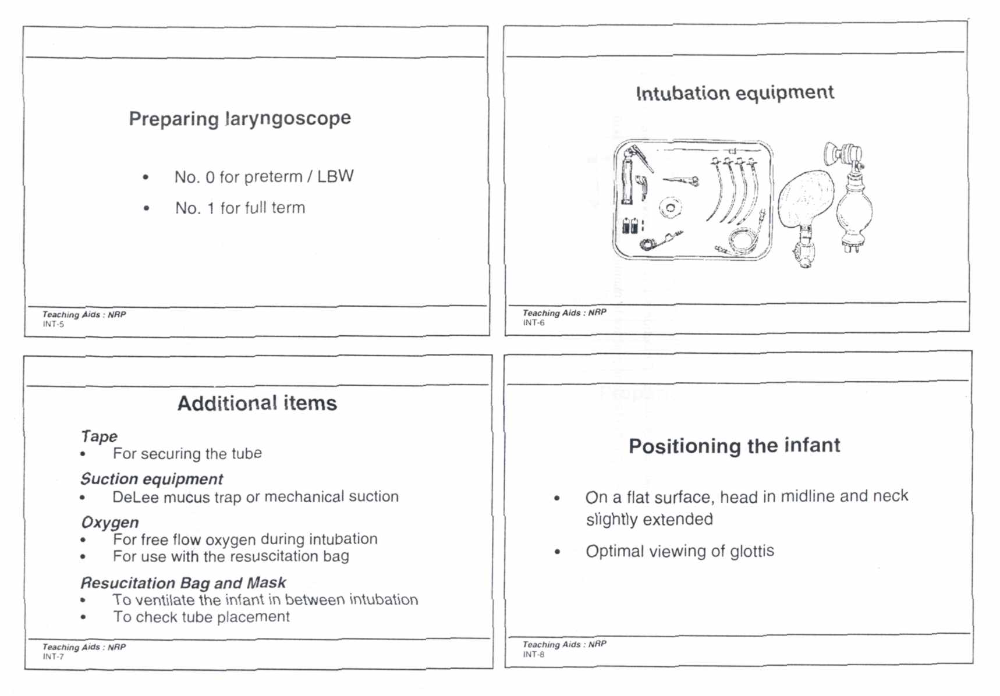 Preparing laryngoscope
• No. 0 for preterm / LBW
• No. 1 for full term
Teaching Aids : NRP
INT-5
Intubation equipment
Teaching Aids : NRP
INT-6
Additional items
Tape
• For securing the tube
Suction equipment
• DeLee mucus trap or mechanical suction
Oxygen
• For free flow oxygen during intubation
• For use with the resuscitation bag
Resucitation Bag and Mask
• To ventilate the infant in between intubation
• To check tube placement
Teaching Aids : NRP
INT-7
Positioning the infant
• On a flat surface, head in midline and neck
slightly extended
• Optimal viewing of glottis
Teaching Aids : NRP
INT-8